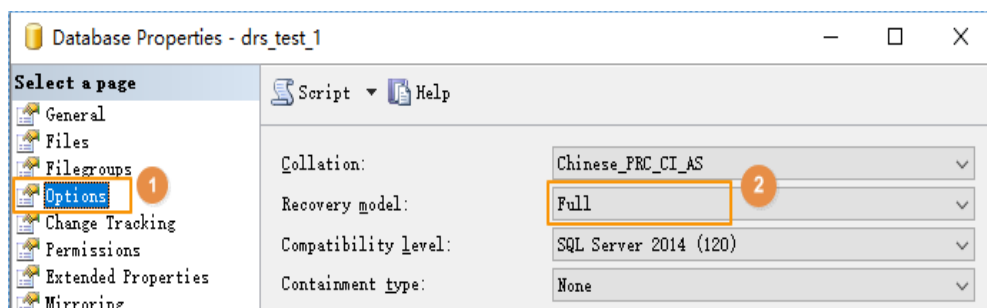 Database Properties - drs_test_1
Select a page
General
Files
Filegroups
Options
1
Change Tracking
Permissions
Extended Properties
Mirroring
Script
Help
Collation: Chinese_PRC_CI_AS
Recovery model: Full
2
Compatibility level: SQL Server 2014 (120)
Containment type: None